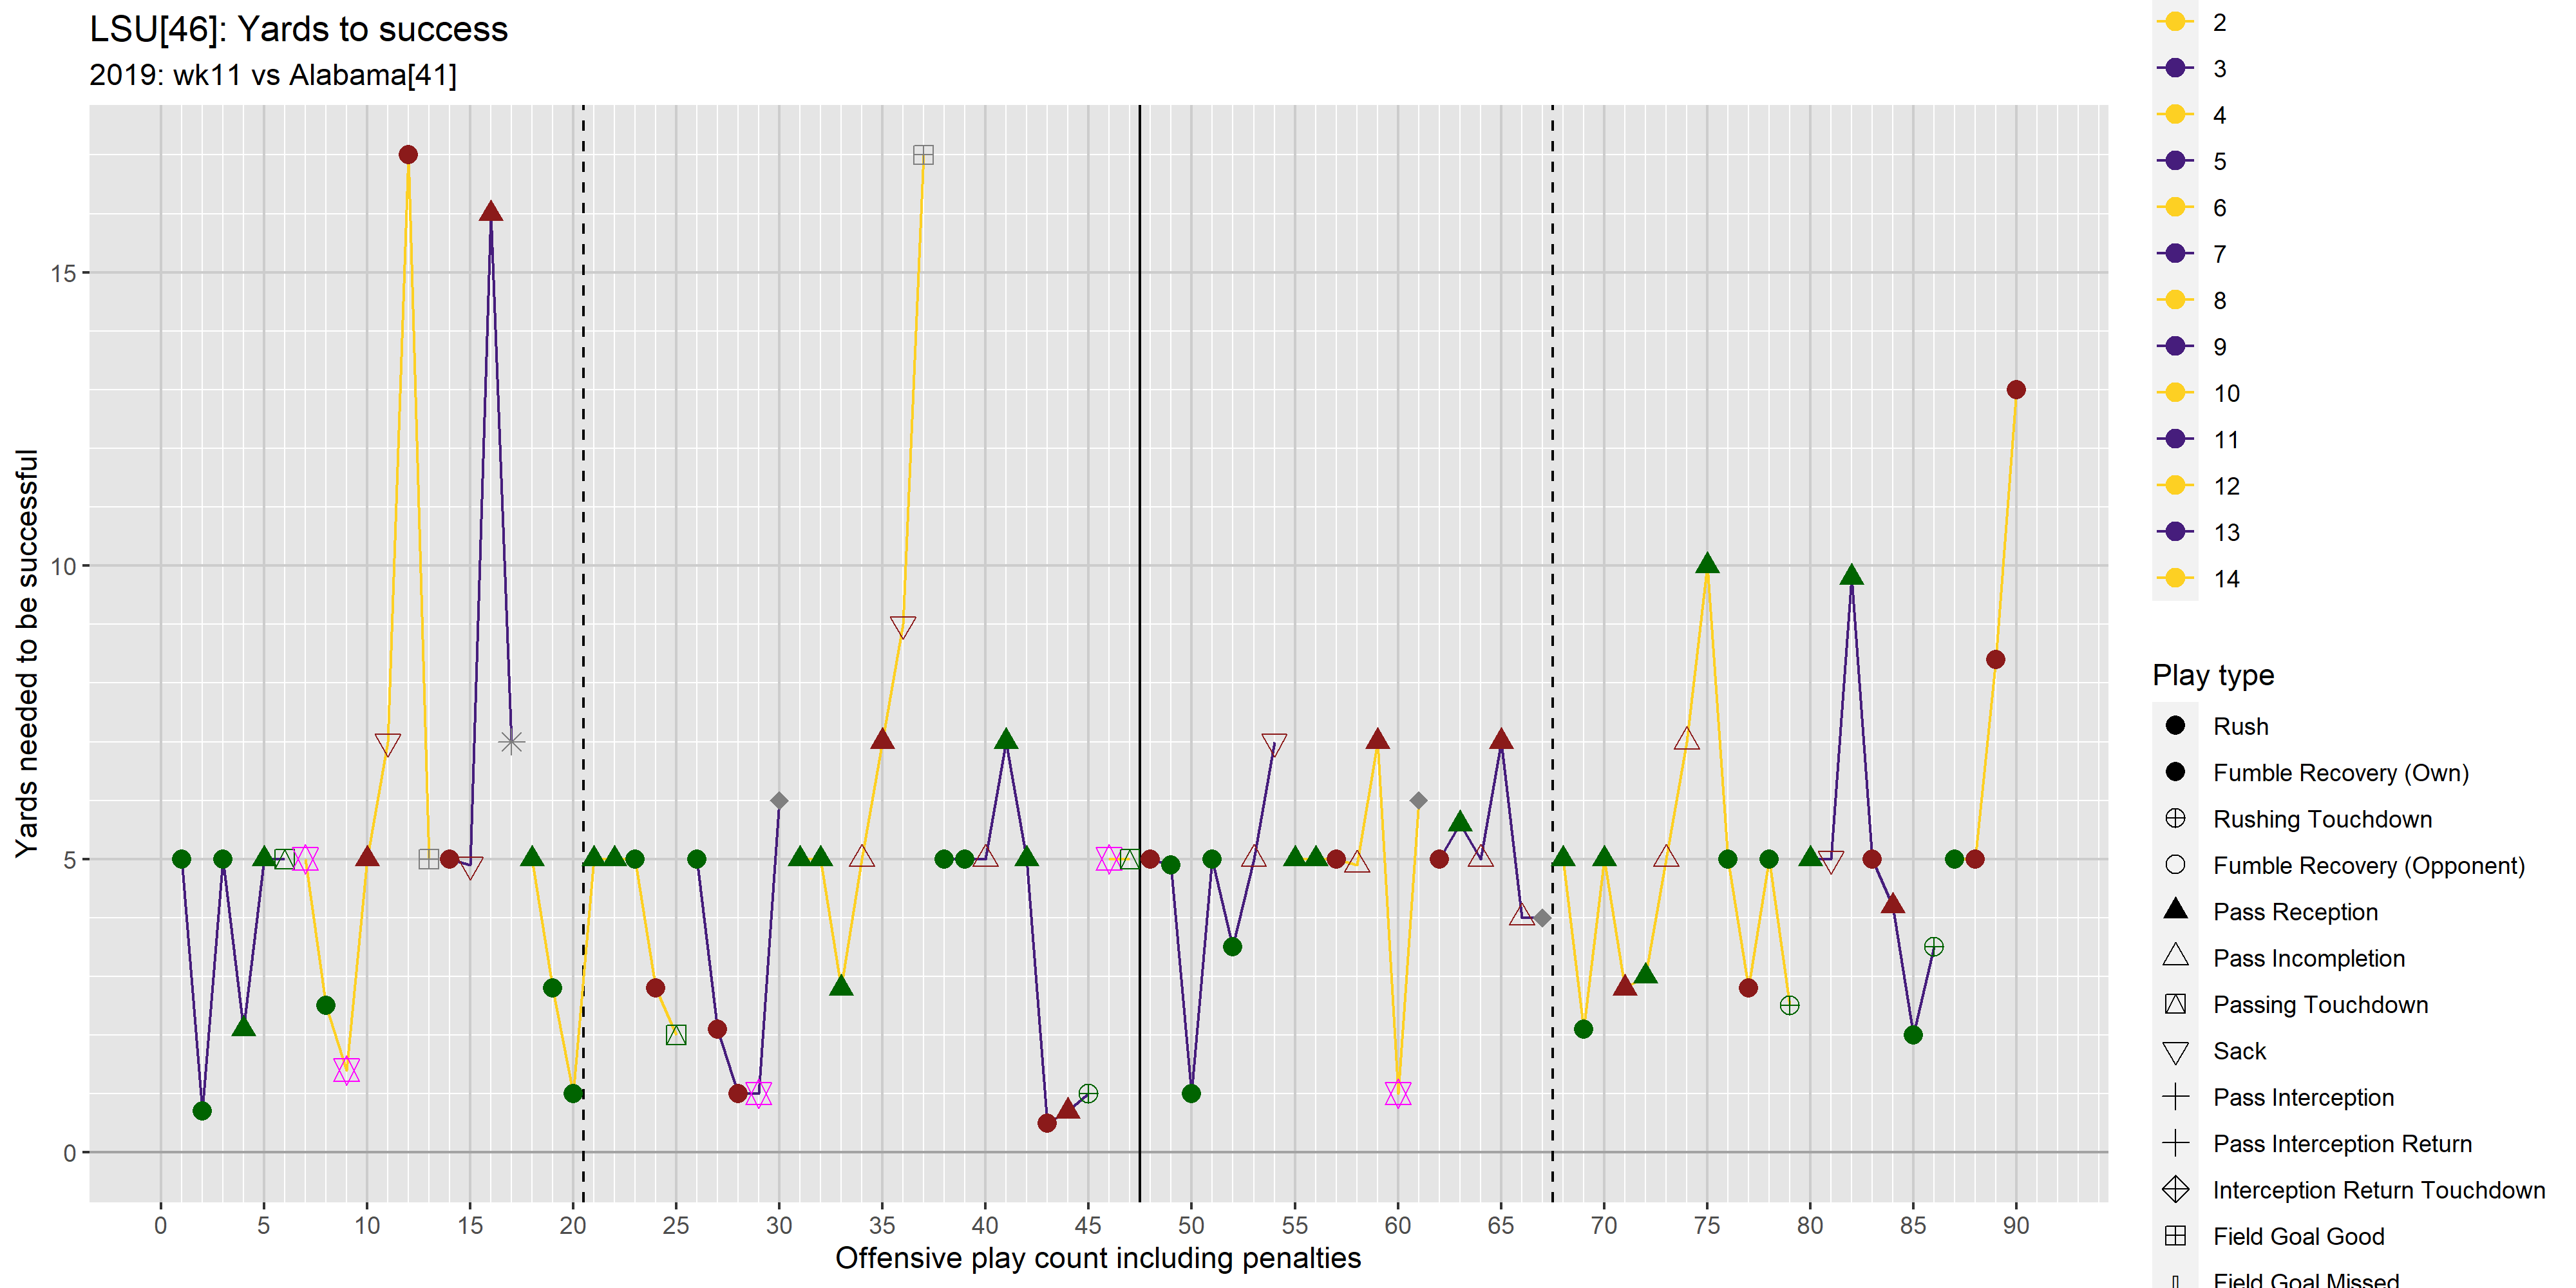 LSU[46]: Yards to success
2019: wk11 vs Alabama[41]
Yards needed to be successful
15
10
5
0
0 5 10 15 20 25 30 35 40 45 50 55 60 65 70 75 80 85 90
Offensive play count including penalties
2
3
4
5
6
7
8
9
10
11
12
13
14
Play type
Rush
Fumble Recovery (Own)
Rushing Touchdown
Fumble Recovery (Opponent)
Pass Reception
Pass Incompletion
Passing Touchdown
Sack
Pass Interception
Pass Interception Return
Interception Return Touchdown
Field Goal Good
Field Goal Missed